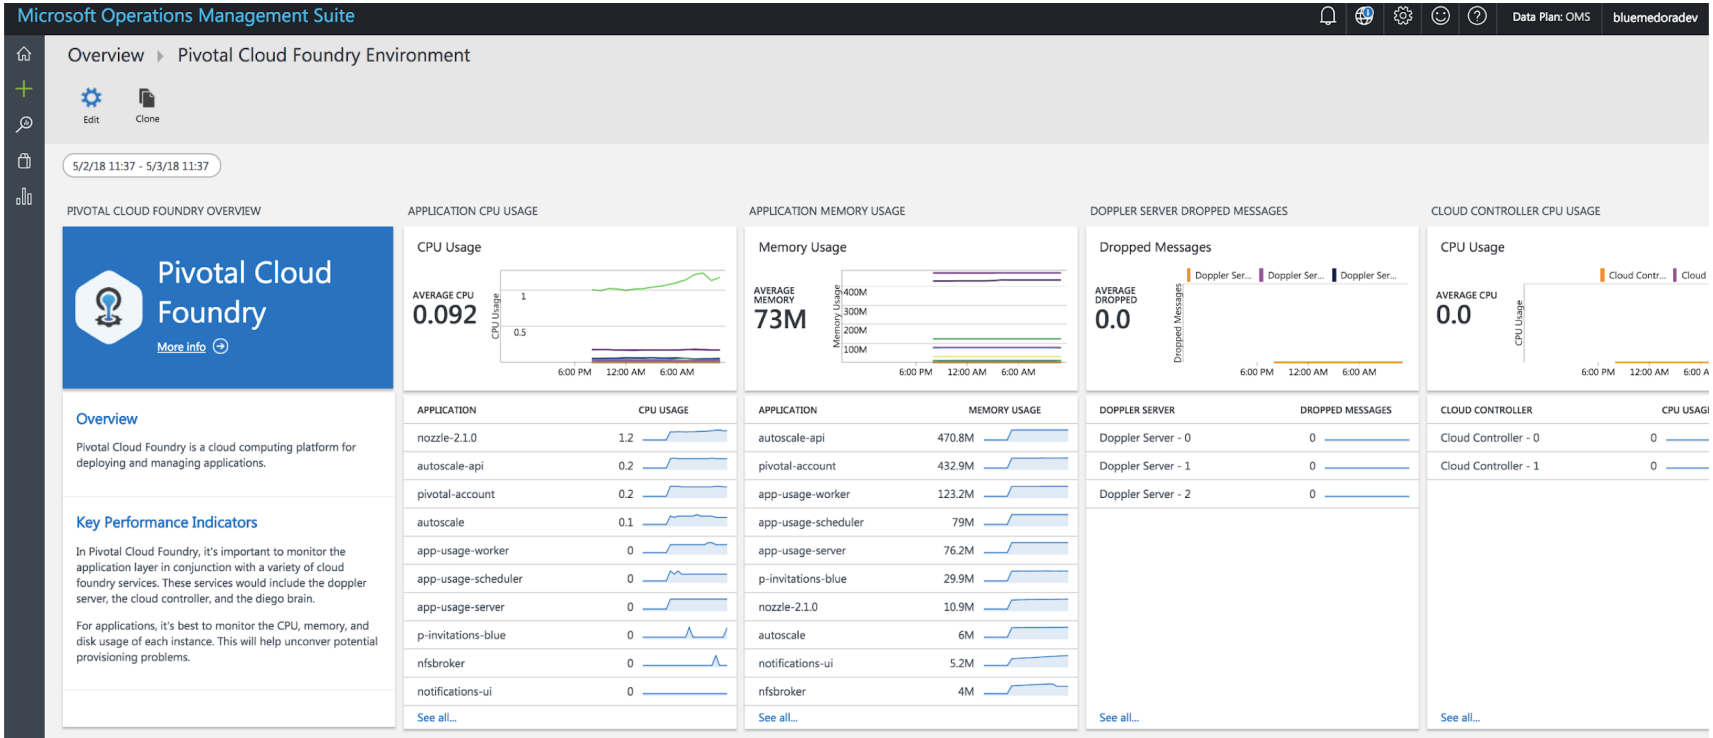 Microsoft Operations Management Suite
Data Plan: OMS
bluemedoradev
Overview Pivotal Cloud Foundry Environment
Edit
Clone
5/2/18 11:37 - 5/3/18 11:37
PIVOTAL CLOUD FOUNDRY OVERVIEW
Pivotal Cloud
Foundry
More info
Overview
Pivotal Cloud Foundry is a cloud computing platform for
deploying and managing applications.
Key Performance Indicators
In Pivotal Cloud Foundry, it's important to monitor the
application layer in conjunction with a variety of cloud
foundry services. These services would include the doppler
server, the cloud controller, and the diego brain.
For applications, it's best to monitor the CPU, memory, and
disk usage of each instance. This will help unconver potential
provisioning problems.
APPLICATION CPU USAGE
CPU Usage
AVERAGE CPU
0.092
CPU Usage
1
0.5
6:00 PM 12:00 AM 6:00 AM
APPLICATION CPU USAGE
nozzle-2.1.0 1.2
autoscale-api 0.2
pivotal-account 0.2
autoscale 0.1
app-usage-worker 0
app-usage-scheduler 0
app-usage-server 0
p-invitations-blue 0
nfsbroker 0
notifications-ui 0
See all...
APPLICATION MEMORY USAGE
Memory Usage
AVERAGE
MEMORY
73M
Memory Usage
400M
300M
200M
100M
6:00 PM 12:00 AM 6:00 AM
APPLICATION MEMORY USAGE
autoscale-api 470.8M
pivotal-account 432.9M
app-usage-worker 123.2M
app-usage-scheduler 79M
app-usage-server 76.2M
p-invitations-blue 29.9M
nozzle-2.1.0 10.9M
autoscale 6M
notifications-ui 5.2M
nfsbroker 4M
See all...
DOPPLER SERVER DROPPED MESSAGES
Dropped Messages
Doppler Ser... Doppler Ser... Doppler Ser...
AVERAGE
DROPPED
0.0
Dropped Messages
6:00 PM 12:00 AM 6:00 AM
DOPPLER SERVER DROPPED MESSAGES
Doppler Server - 0 0
Doppler Server - 1 0
Doppler Server - 2 0
See all...
CLOUD CONTROLLER CPU USAGE
CPU Usage
Cloud Contr... Cloud
AVERAGE CPU
0.0
CPU Usage
6:00 PM 12:00 AM 6:00 A
CLOUD CONTROLLER CPU USAG
Cloud Controller - 0 0
Cloud Controller - 1 0
See all...